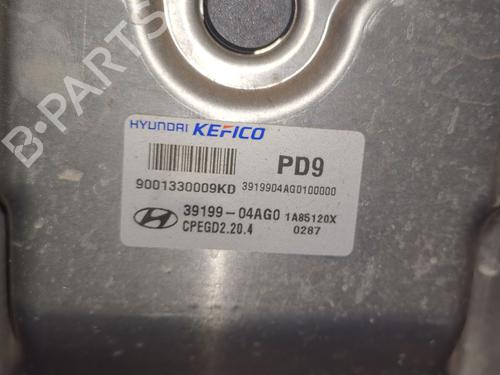 HYUNDAI KEFICO
PD9
9001330009KD 3919904AG0100000
39199-04AG0 1A85120X
CPEGD2.20.4 0287
B-PARTS